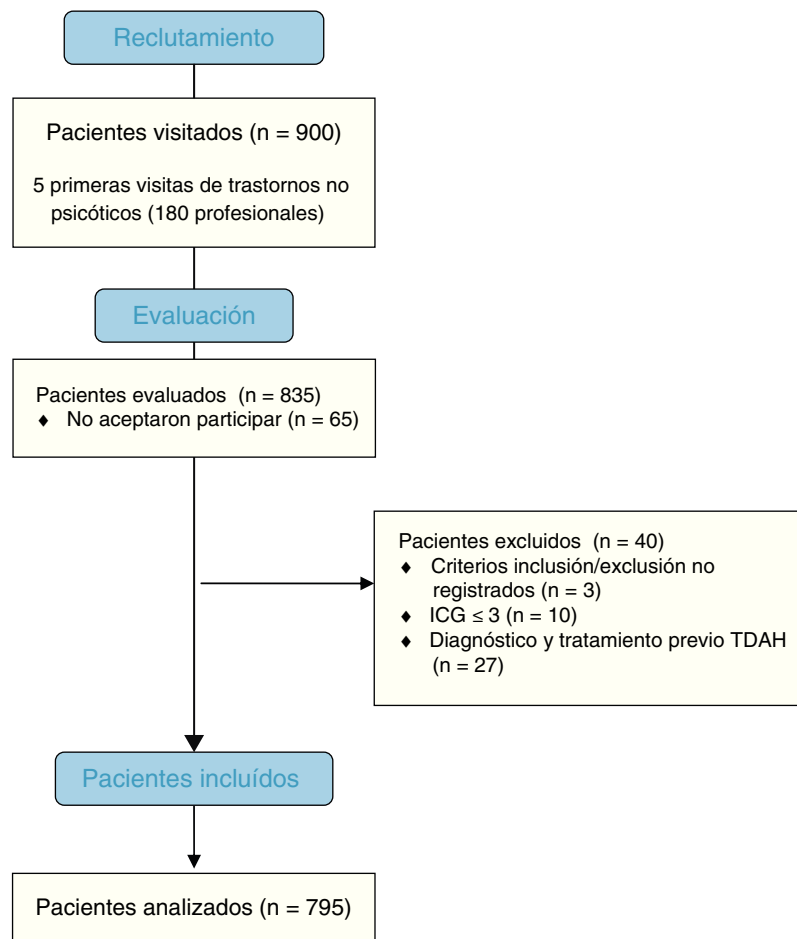 Reclutamiento
Pacientes visitados (n = 900)
5 primeras visitas de trastornos no
psicóticos (180 profesionales)
Evaluación
Pacientes evaluados (n = 835)
♦ No aceptaron participar (n = 65)
Pacientes excluidos (n = 40)
♦ Criterios inclusión/exclusión no
registrados (n = 3)
♦ ICG ≤ 3 (n = 10)
♦ Diagnóstico y tratamiento previo TDAH
(n = 27)
Pacientes incluídos
Pacientes analizados (n = 795)